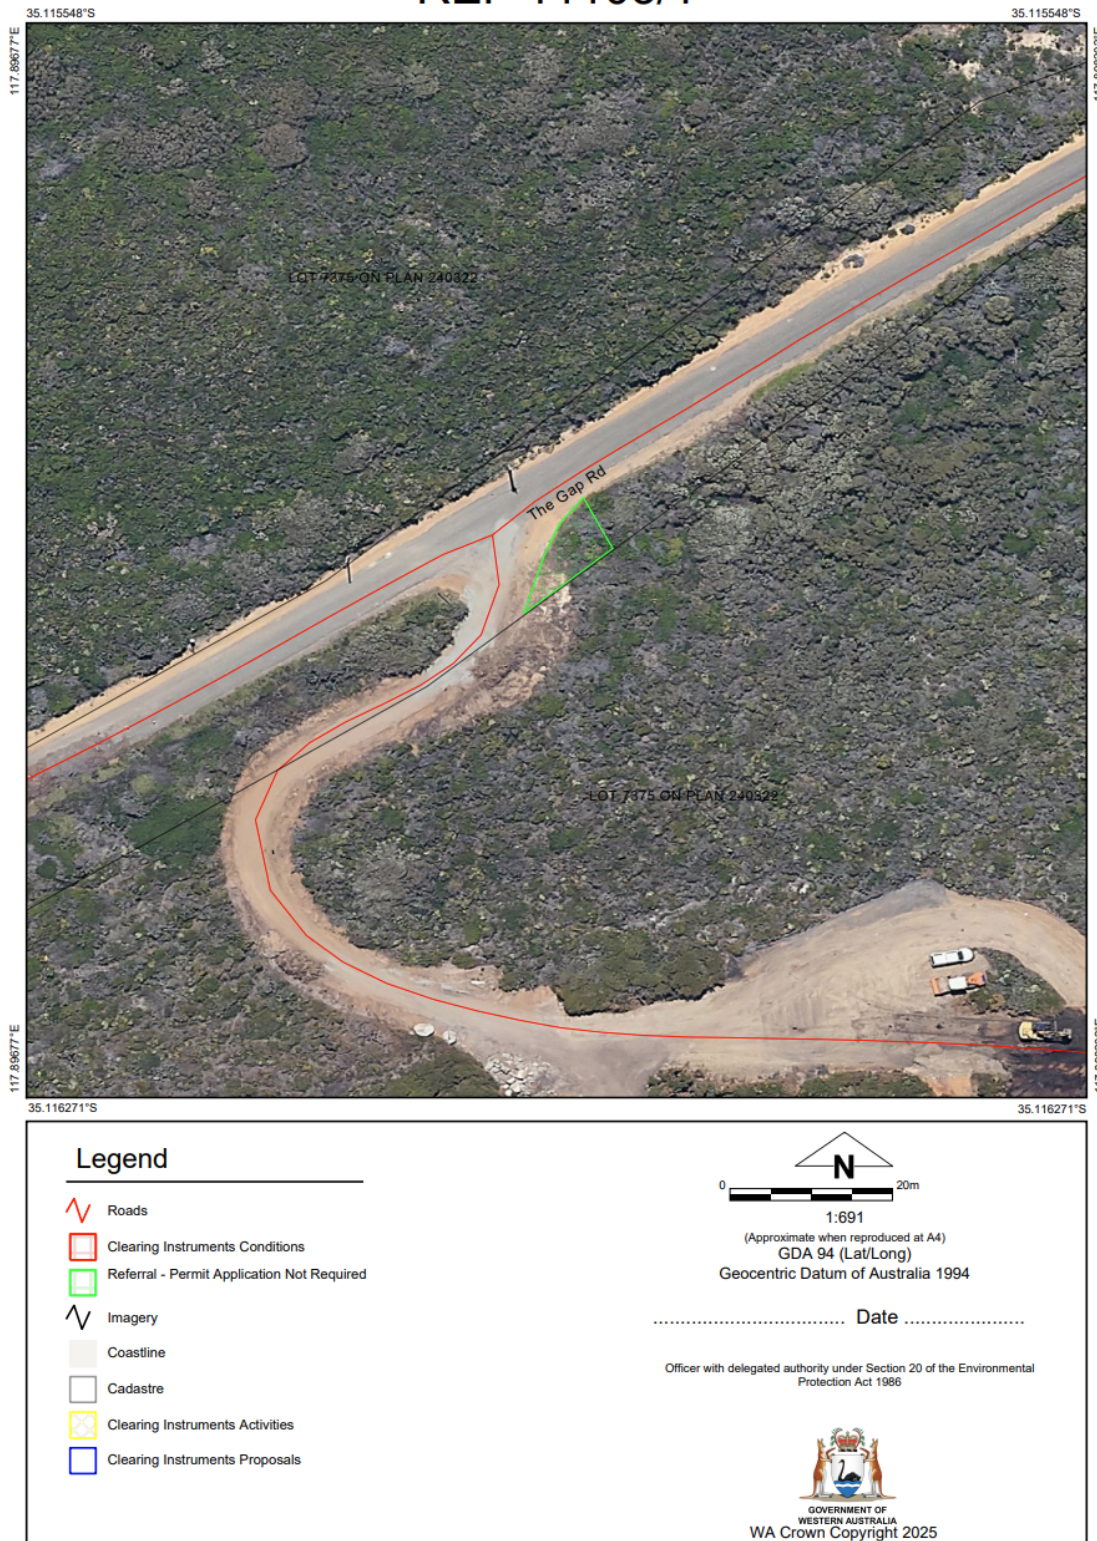 35.115548°S
35.115548°S
117.89677°E
LOT 7375 ON PLAN 240322
The Gap Rd
LOT 7375 ON PLAN 240322
117.89677°E
35.116271°S
35.116271°S
Legend
Roads
Clearing Instruments Conditions
Referral - Permit Application Not Required
Imagery
Coastline
Cadastre
Clearing Instruments Activities
Clearing Instruments Proposals
N
0 20m
1:691
(Approximate when reproduced at A4)
GDA 94 (Lat/Long)
Geocentric Datum of Australia 1994
................................... Date ......................
Officer with delegated authority under Section 20 of the Environmental
Protection Act 1986
GOVERNMENT OF
WESTERN AUSTRALIA
WA Crown Copyright 2025